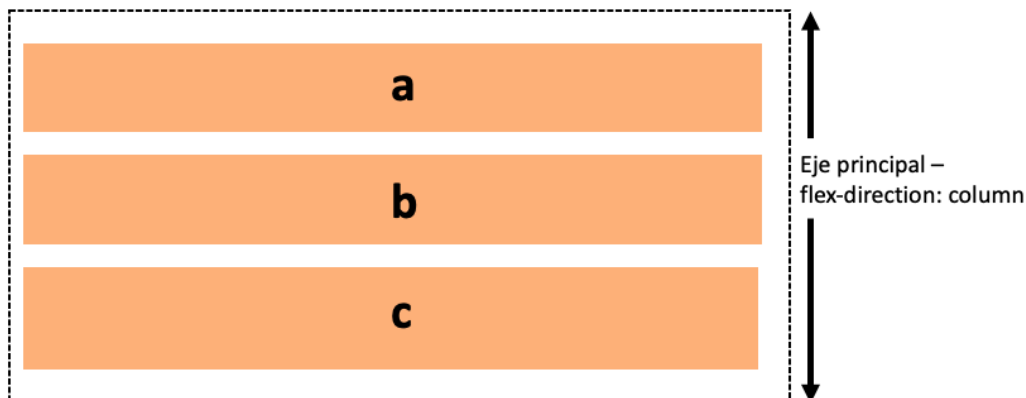 a
b
c
Eje principal –
flex-direction: column